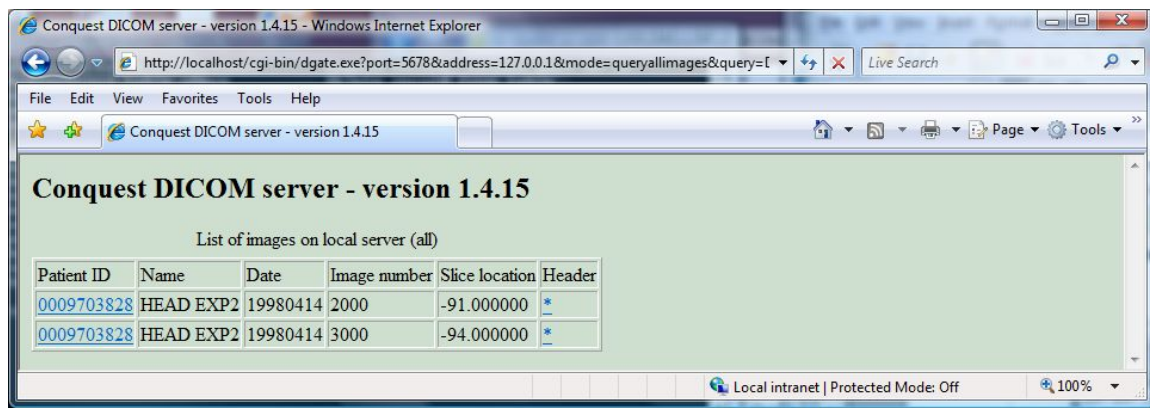 Conquest DICOM server - version 1.4.15 - Windows Internet Explorer
http://localhost/cgi-bin/dgate.exe?port=5678&address=127.0.0.1&mode=queryallimages&query=[ Live Search
File Edit View Favorites Tools Help
Conquest DICOM server - version 1.4.15 Page Tools »
Conquest DICOM server - version 1.4.15
List of images on local server (all)
Patient ID Name Date Image number Slice location Header
0009703828 HEAD EXP2 19980414 2000 -91.000000 *
0009703828 HEAD EXP2 19980414 3000 -94.000000 *
Local intranet | Protected Mode: Off 100%